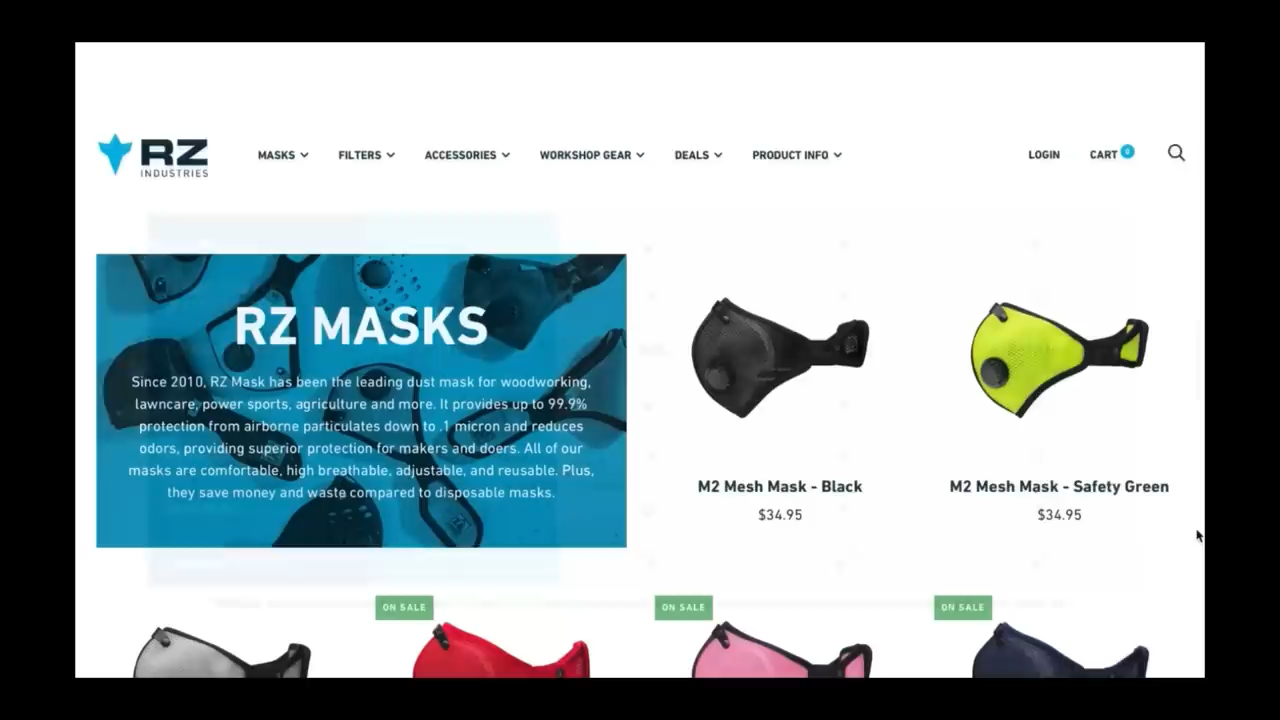 RZ
INDUSTRIES
MASKS
FILTERS
ACCESSORIES
WORKSHOP GEAR
DEALS
PRODUCT INFO
LOGIN
CART 0
RZ MASKS
Since 2010, RZ Mask has been the leading dust mask for woodworking,
lawncare, power sports, agriculture and more. It provides up to 99.9%
protection from airborne particulates down to .1 micron and reduces
odors, providing superior protection for makers and doers. All of our
masks are comfortable, high breathable, adjustable, and reusable. Plus,
they save money and waste compared to disposable masks.
M2 Mesh Mask - Black
$34.95
M2 Mesh Mask - Safety Green
$34.95
ON SALE
ON SALE
ON SALE